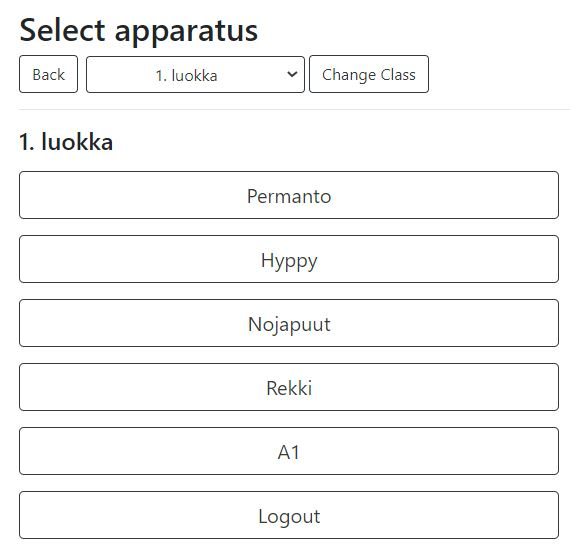 Select apparatus
Back 1. luokka Change Class
1. luokka
Permanto
Hyppy
Nojapuut
Rekki
A1
Logout